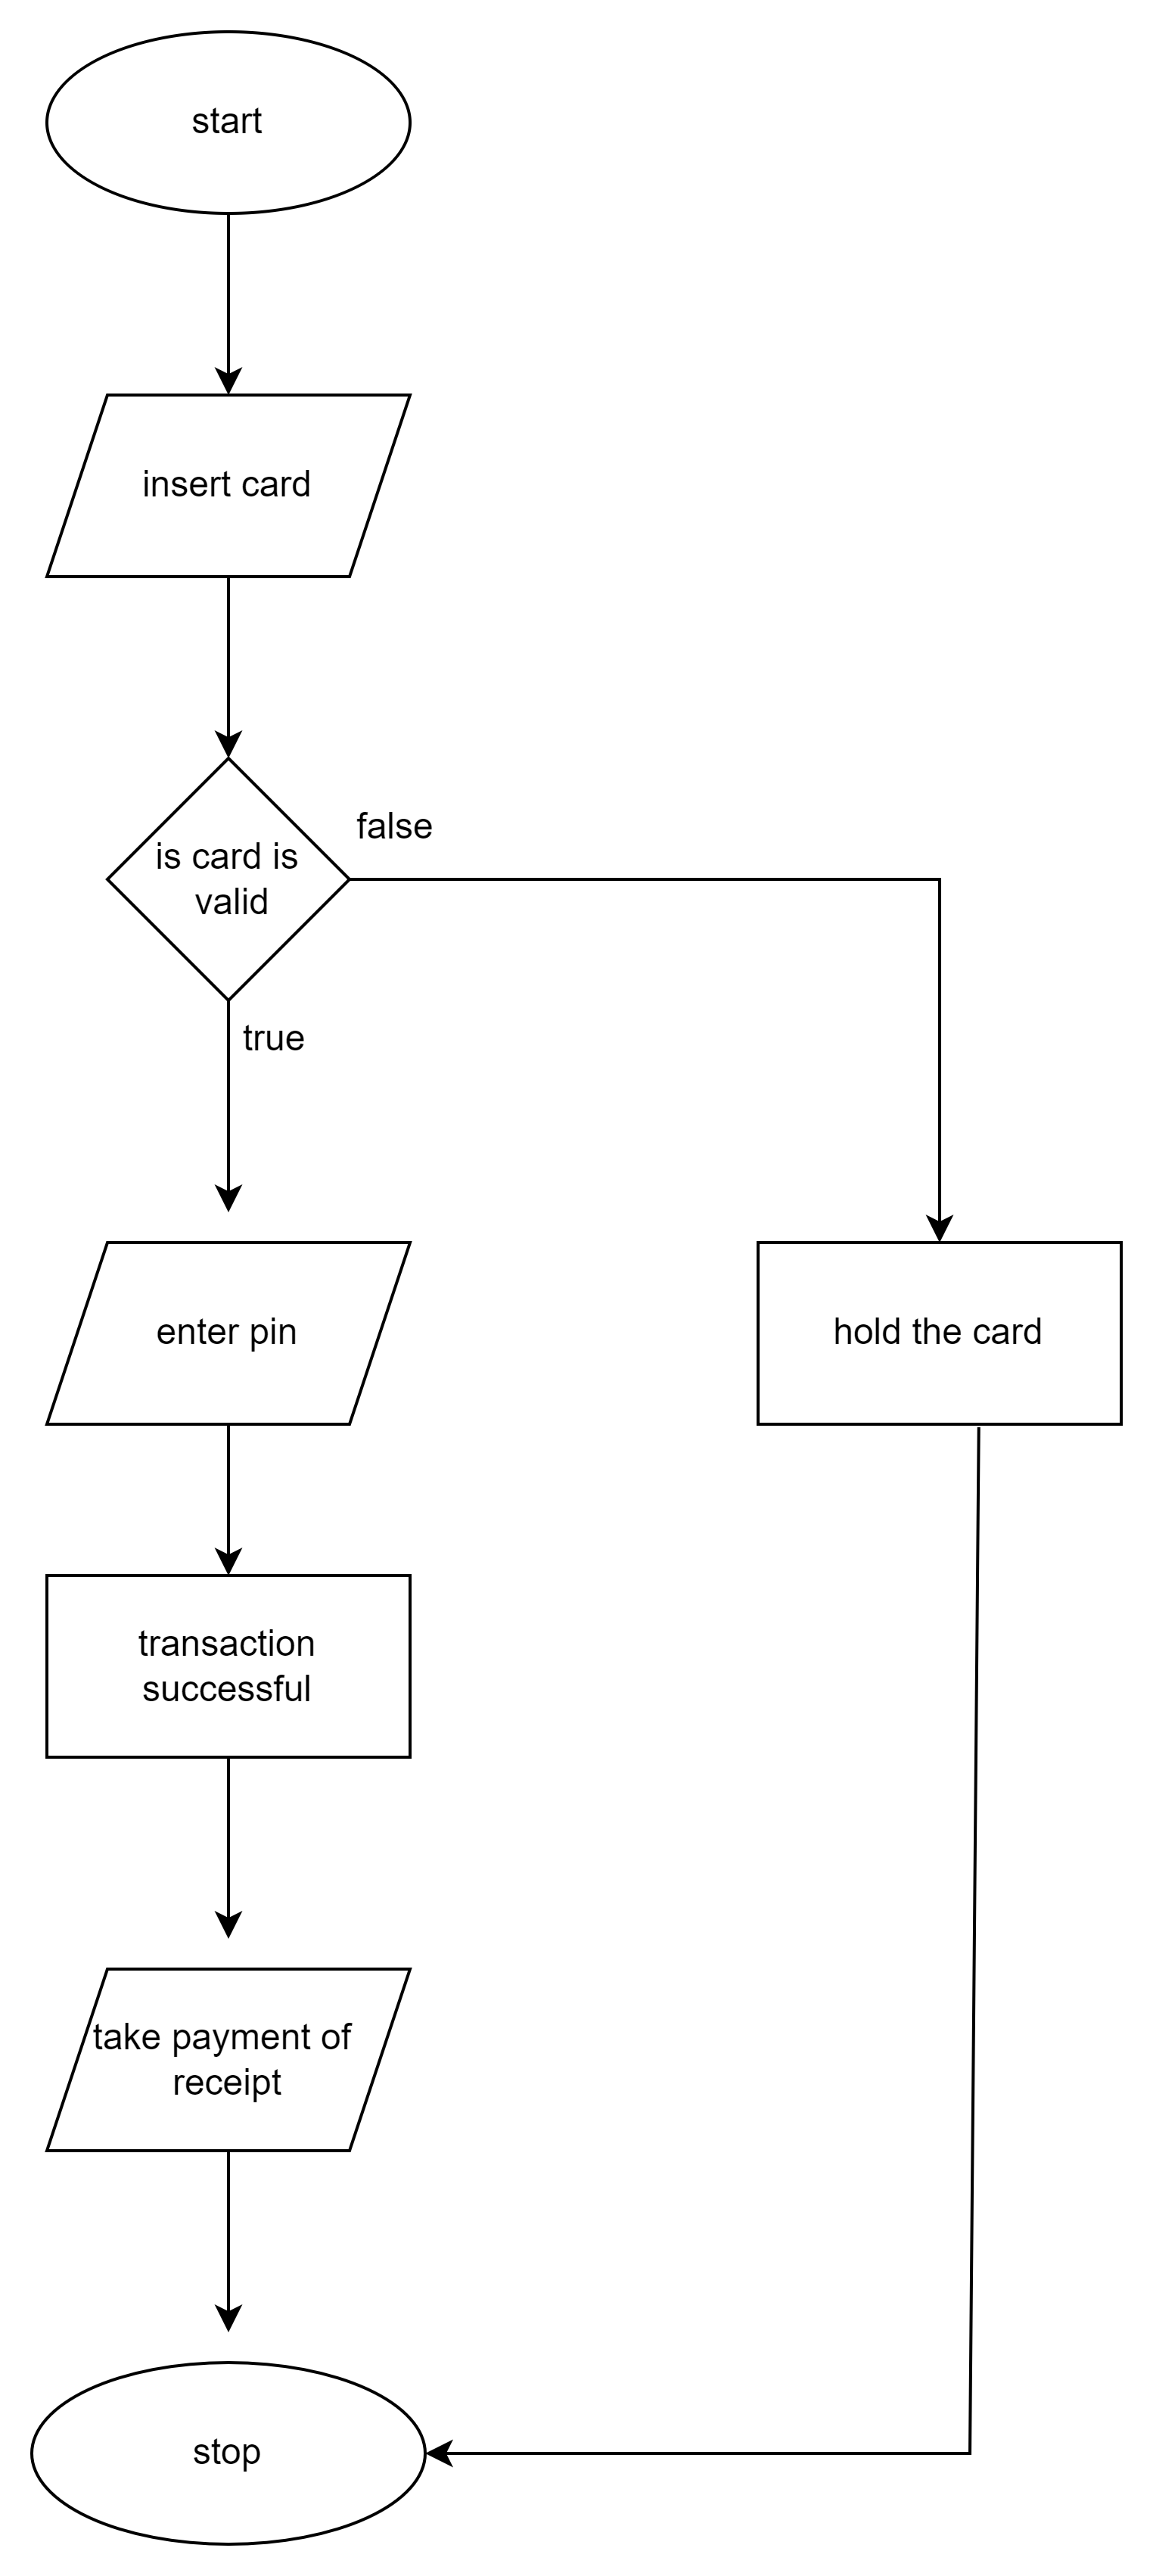 start
insert card
false
is card is
valid
true
enter pin
hold the card
transaction
successful
take payment of
receipt
stop